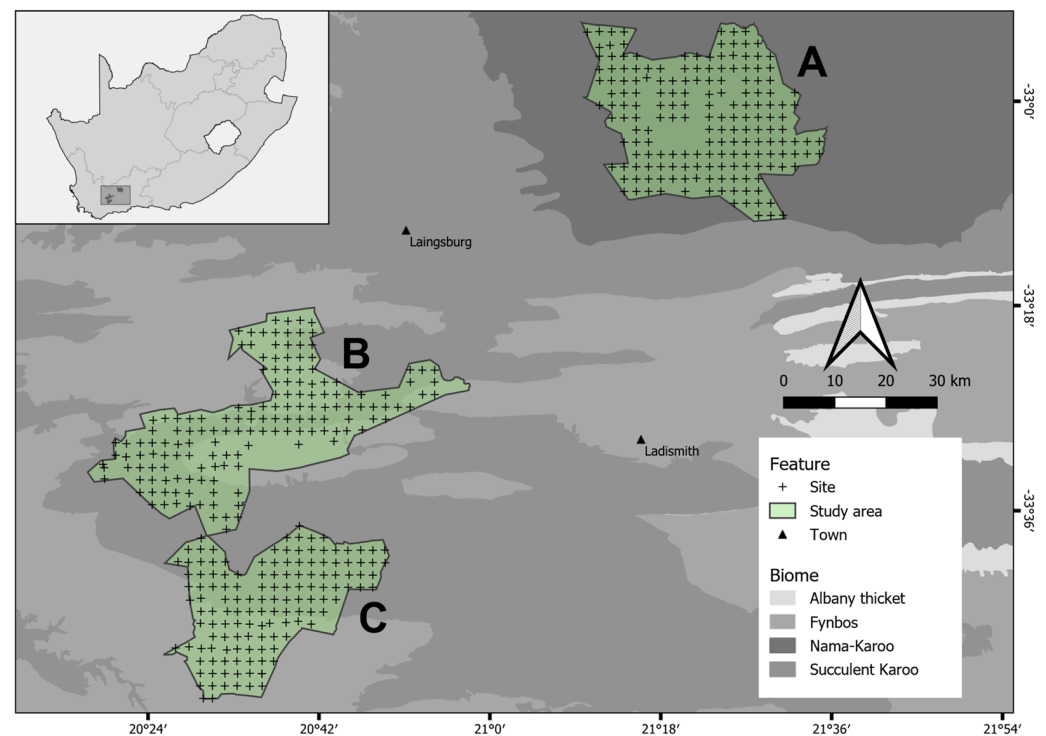 A
-33°0'
Laingsburg
-33°18'
B
0 10 20 30 km
Ladismith
Feature
Site
Study area
Town
-33°36'
Biome
Albany thicket
Fynbos
Nama-Karoo
Succulent Karoo
C
20°24' 20°42' 21°0' 21°18' 21°36' 21°54'